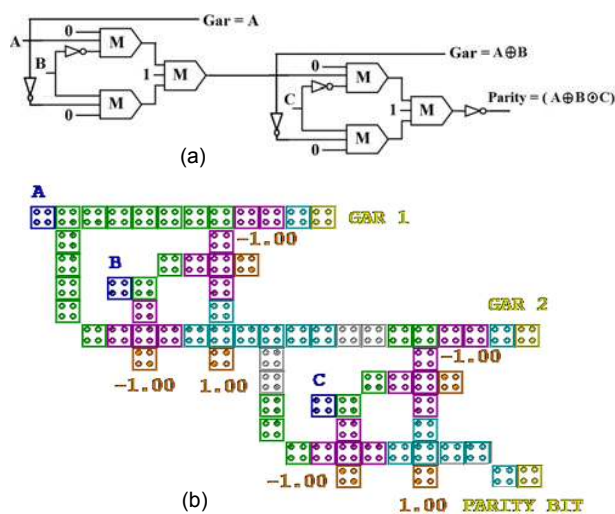 Gar = A
0
A
M
B
1
M
Gar = A⊕B
M
0
0
M
C
1
M
Parity = ( A⊕B⊙C)
M
0
(a)
A
GAR 1
-1.00
B
GAR 2
-1.00
-1.00
1.00
C
-1.00
1.00
PARITY BIT
(b)